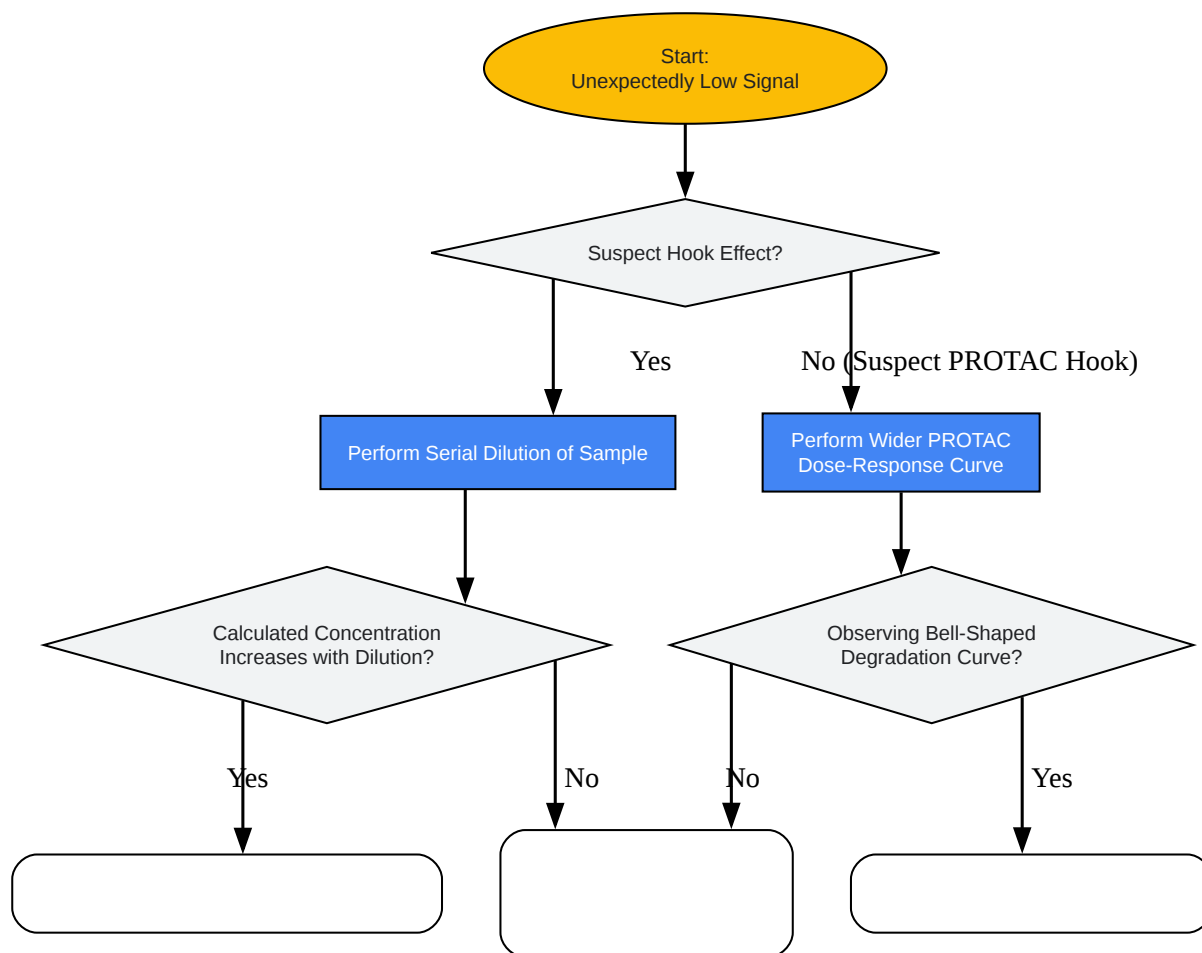 Start:
Unexpectedly Low Signal
Suspect Hook Effect?
Yes
No (Suspect PROTAC Hook)
Perform Serial Dilution of Sample
Perform Wider PROTAC
Dose-Response Curve
Calculated Concentration
Increases with Dilution?
Observing Bell-Shaped
Degradation Curve?
Yes
No
No
Yes